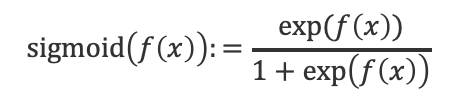 sigmoid(f(x)): = exp(f(x)) / 1 + exp(f(x))